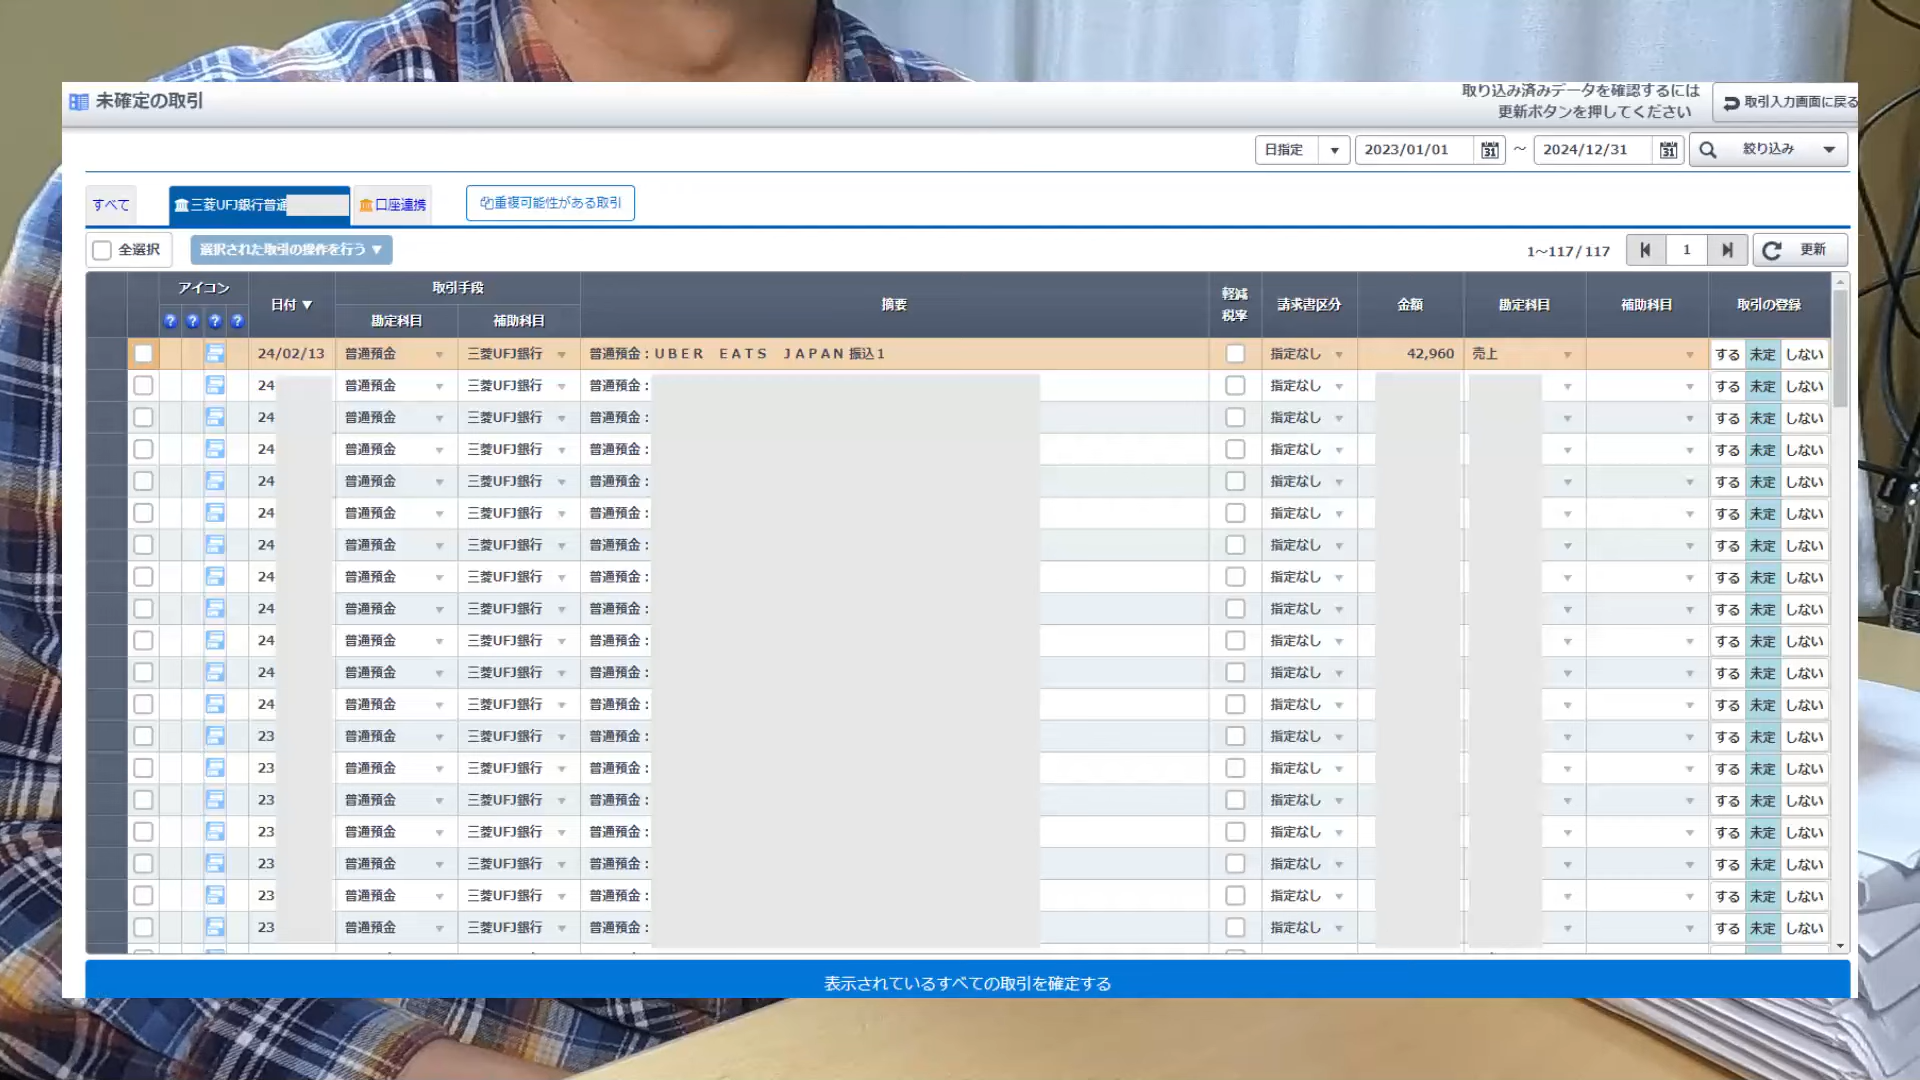 未確定の取引
取り込み済みデータを確認するには
更新ボタンを押してください
取引入力画面に戻る
日指定 2023/01/01 ～ 2024/12/31 絞り込み
すべて 三菱UFJ銀行普通 口座連携 重複可能性がある取引
全選択 選択された取引の操作を行う▼ 1～117/117 1 更新
アイコン 日付▼ 取引手段 摘要 軽減税率 請求書区分 金額 勘定科目 補助科目 取引の登録
? ? ? ? 勘定科目 補助科目
24/02/13 普通預金 三菱UFJ銀行 普通預金：UBER EATS JAPAN 振込1 指定なし 42,960 売上 する 未定 しない
24 普通預金 三菱UFJ銀行 普通預金： 指定なし する 未定 しない
24 普通預金 三菱UFJ銀行 普通預金： 指定なし する 未定 しない
24 普通預金 三菱UFJ銀行 普通預金： 指定なし する 未定 しない
24 普通預金 三菱UFJ銀行 普通預金： 指定なし する 未定 しない
24 普通預金 三菱UFJ銀行 普通預金： 指定なし する 未定 しない
24 普通預金 三菱UFJ銀行 普通預金： 指定なし する 未定 しない
24 普通預金 三菱UFJ銀行 普通預金： 指定なし する 未定 しない
24 普通預金 三菱UFJ銀行 普通預金： 指定なし する 未定 しない
24 普通預金 三菱UFJ銀行 普通預金： 指定なし する 未定 しない
24 普通預金 三菱UFJ銀行 普通預金： 指定なし する 未定 しない
24 普通預金 三菱UFJ銀行 普通預金： 指定なし する 未定 しない
23 普通預金 三菱UFJ銀行 普通預金： 指定なし する 未定 しない
23 普通預金 三菱UFJ銀行 普通預金： 指定なし する 未定 しない
23 普通預金 三菱UFJ銀行 普通預金： 指定なし する 未定 しない
23 普通預金 三菱UFJ銀行 普通預金： 指定なし する 未定 しない
23 普通預金 三菱UFJ銀行 普通預金： 指定なし する 未定 しない
23 普通預金 三菱UFJ銀行 普通預金： 指定なし する 未定 しない
23 普通預金 三菱UFJ銀行 普通預金： 指定なし する 未定 しない
表示されているすべての取引を確定する